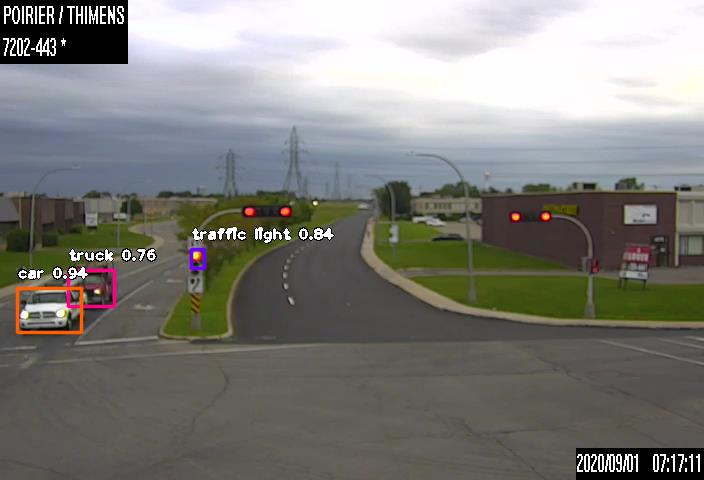 POIRIER / THIMENS
7202-443 *
traffic light 0.84
truck 0.76
car 0.94
2020/09/01 07:17:11